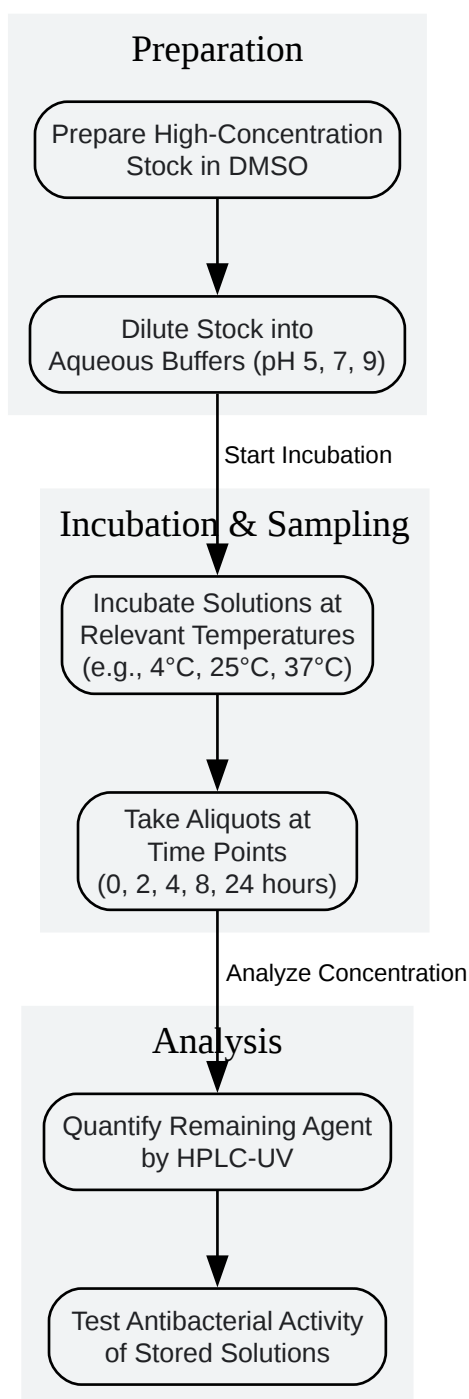 Preparation
Prepare High-Concentration
Stock in DMSO
Dilute Stock into
Aqueous Buffers (pH 5, 7, 9)
Start Incubation
Incubation & Sampling
Incubate Solutions at
Relevant Temperatures
(e.g., 4°C, 25°C, 37°C)
Take Aliquots at
Time Points
(0, 2, 4, 8, 24 hours)
Analyze Concentration
Analysis
Quantify Remaining Agent
by HPLC-UV
Test Antibacterial Activity
of Stored Solutions